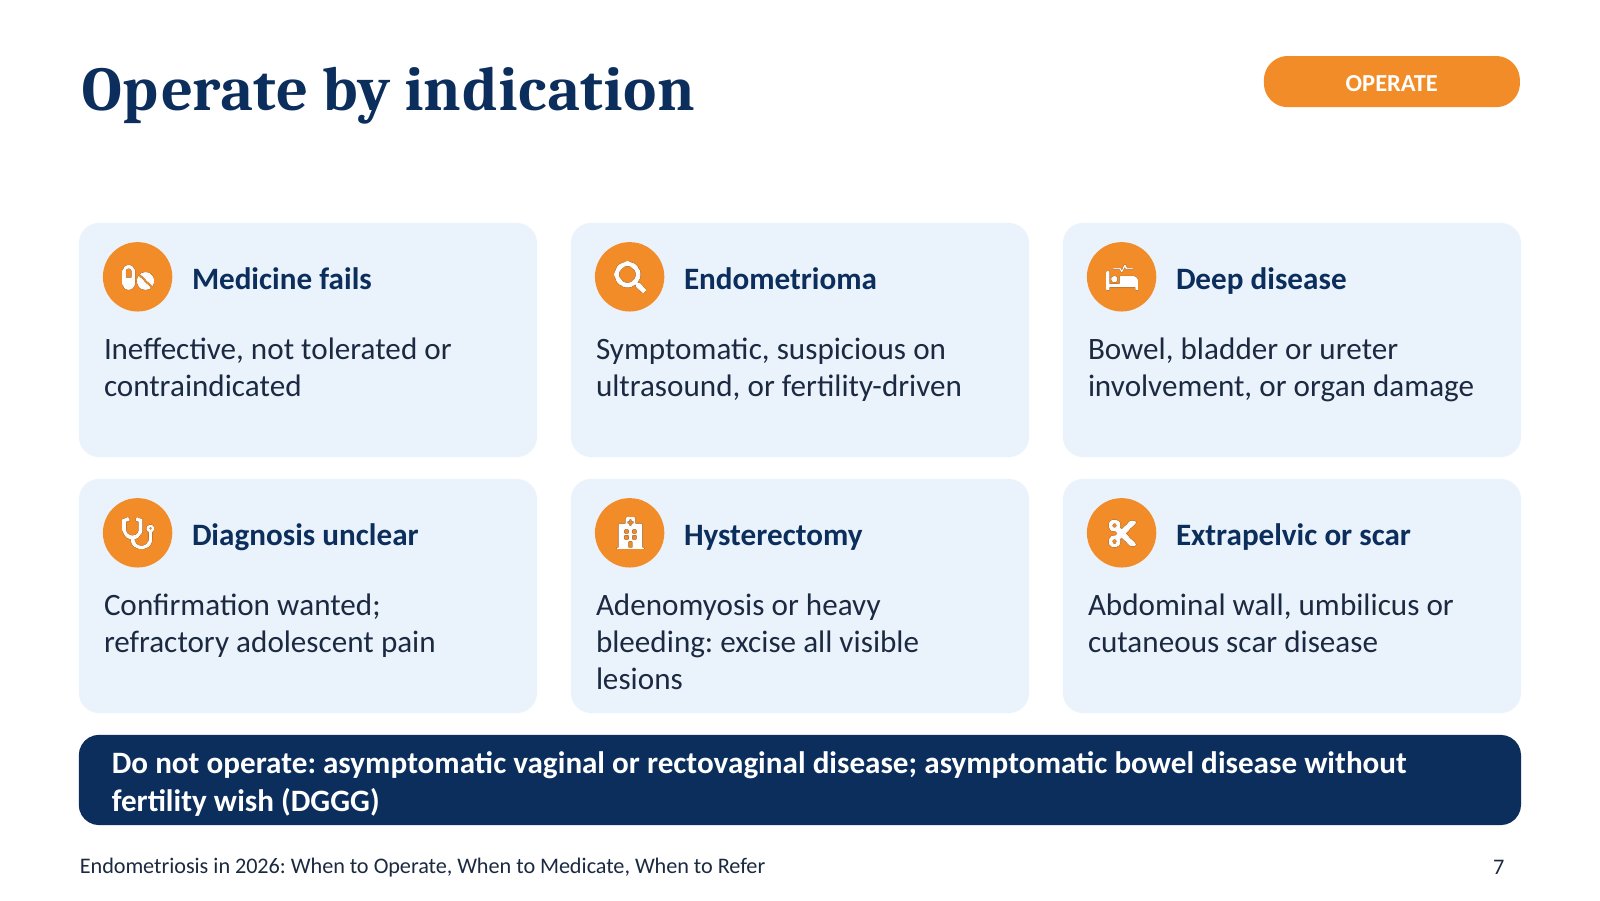 Operate by indication
OPERATE
Medicine fails
Ineffective, not tolerated or
contraindicated
Endometrioma
Symptomatic, suspicious on
ultrasound, or fertility-driven
Deep disease
Bowel, bladder or ureter
involvement, or organ damage
Diagnosis unclear
Confirmation wanted;
refractory adolescent pain
Hysterectomy
Adenomyosis or heavy
bleeding: excise all visible
lesions
Extrapelvic or scar
Abdominal wall, umbilicus or
cutaneous scar disease
Do not operate: asymptomatic vaginal or rectovaginal disease; asymptomatic bowel disease without
fertility wish (DGGG)
Endometriosis in 2026: When to Operate, When to Medicate, When to Refer
7